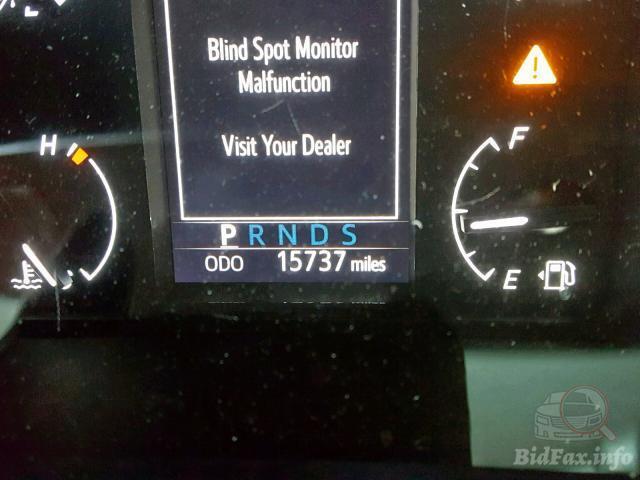 Blind Spot Monitor
Malfunction
Visit Your Dealer
H
F
P R N D S
ODO 15737 miles
E
BidFax.info